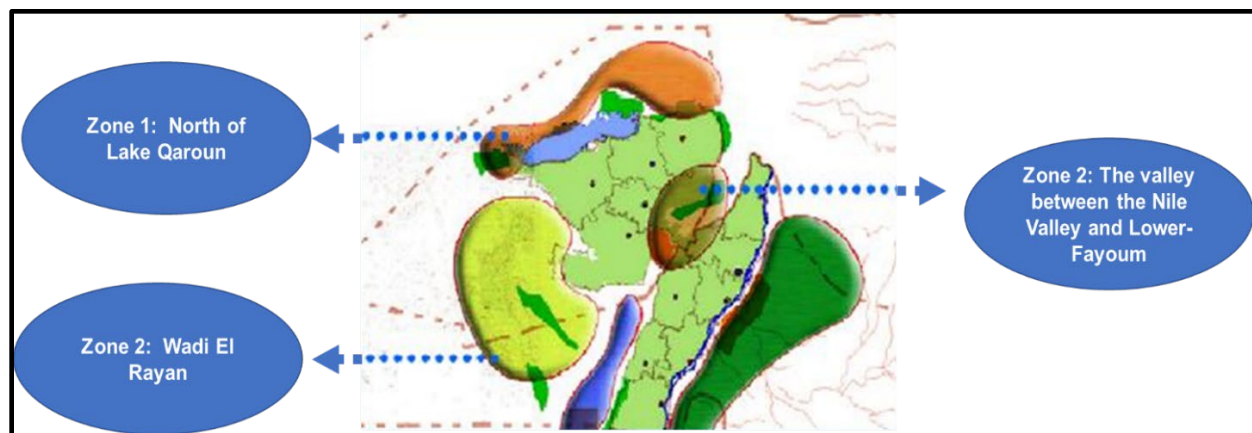 Zone 1: North of
Lake Qaroun
Zone 2: Wadi El
Rayan
Zone 2: The valley
between the Nile
Valley and Lower-
Fayoum